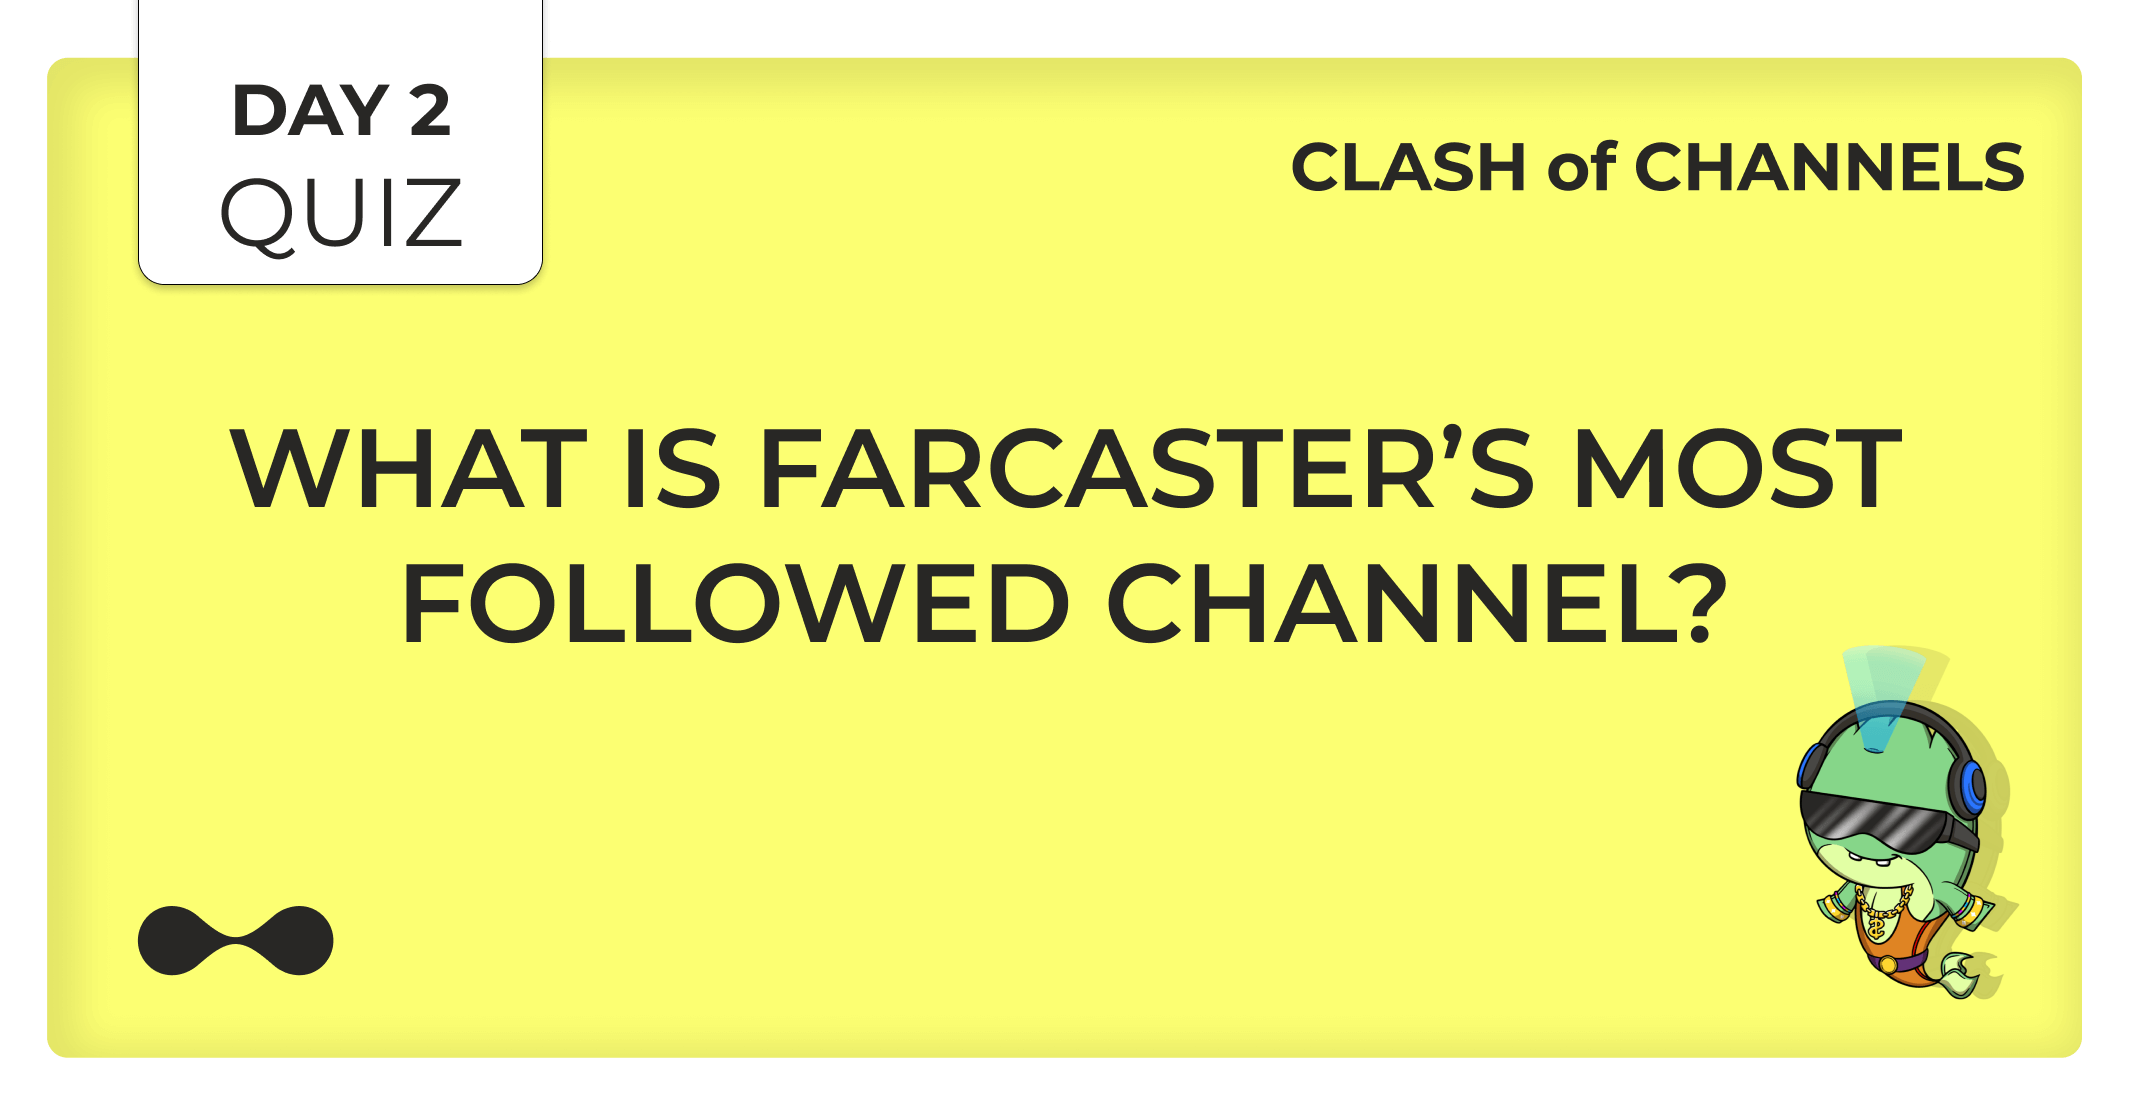 DAY 2
QUIZ
CLASH of CHANNELS
WHAT IS FARCASTER’S MOST
FOLLOWED CHANNEL?